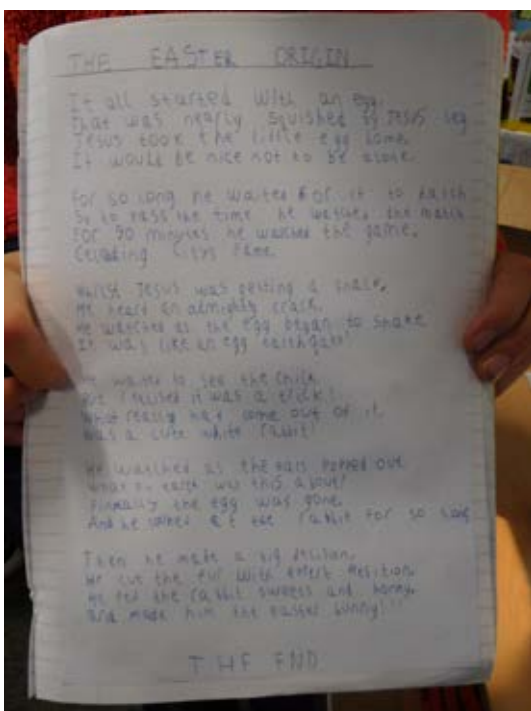 THE EASTER ORIGIN
It all started with an egg,
That was nearly squished by Jesus leg
Jesus took the little egg home.
It would be nice not to be alone.
For so long he waited for it to hatch
So to pass the time he watched the match
For 90 minutes he watched the game,
City's fame.
Whilst Jesus was getting a snack,
He heard an almighty crack.
He watched as the egg began to shake
It was like an egg earthquake!
He waited to see the chick
But realised it was a trick!
What really had come out of it,
Was a cute white rabbit!
He watched as the ears popped out
What on earth was this about?
Finally the egg was gone.
And he looked at the rabbit for so long
Then he made a big decision.
He cut the fur with
He fed the rabbit sweets and honey,
And made him the easter bunny!!!
THE END